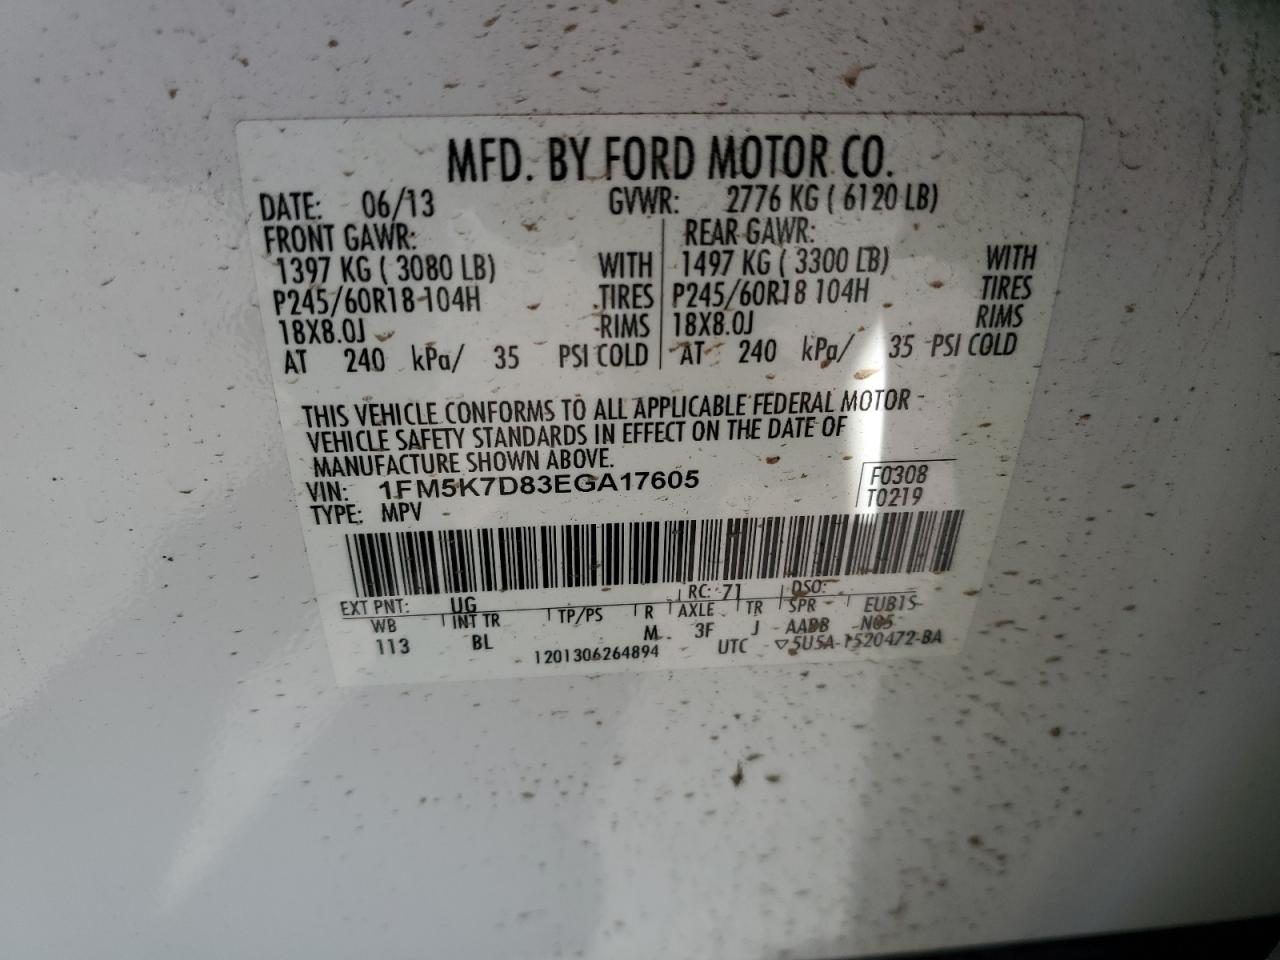 MFD. BY FORD MOTOR CO.
DATE: 06/13 GVWR: 2776 KG ( 6120 LB)
FRONT GAWR: REAR GAWR:
1397 KG ( 3080 LB) WITH 1497 KG ( 3300 LB) WITH
P245/60R18 104H TIRES P245/60R18 104H TIRES
18X8.0J RIMS 18X8.0J RIMS
AT 240 kPa/ 35 PSI COLD AT 240 kPa/ 35 PSI COLD
THIS VEHICLE CONFORMS TO ALL APPLICABLE FEDERAL MOTOR
VEHICLE SAFETY STANDARDS IN EFFECT ON THE DATE OF
MANUFACTURE SHOWN ABOVE.
VIN: 1FM5K7D83EGA17605 F0308
TYPE: MPV T0219
EXT PNT: UG RC: 71 DSO:
WB INT TR TP/PS R AXLE TR SPR EUB1S
113 BL M 3F J AABB N05
1201306264894 UTC ▽5U5A-1520472-BA